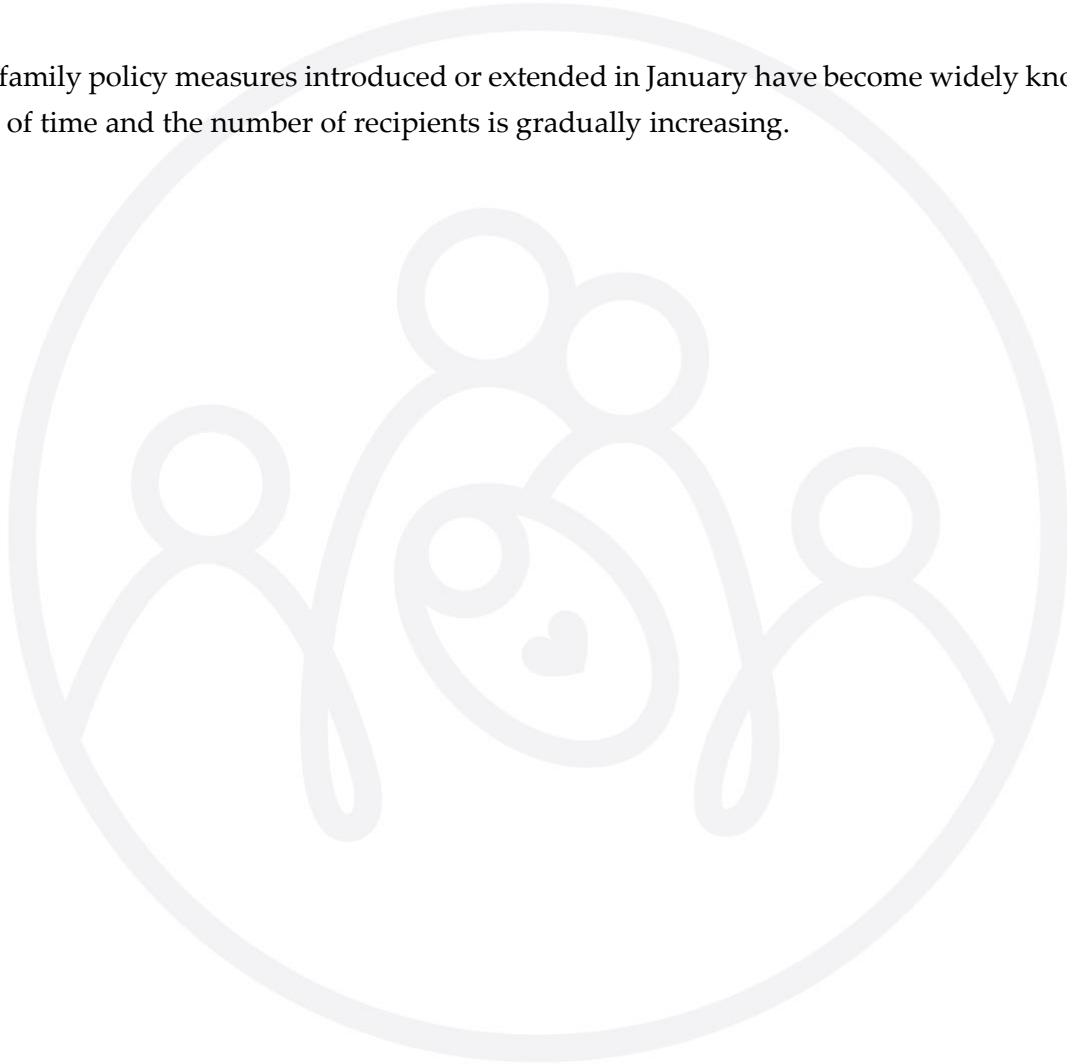 family policy measures introduced or extended in January have become widely kno
of time and the number of recipients is gradually increasing.